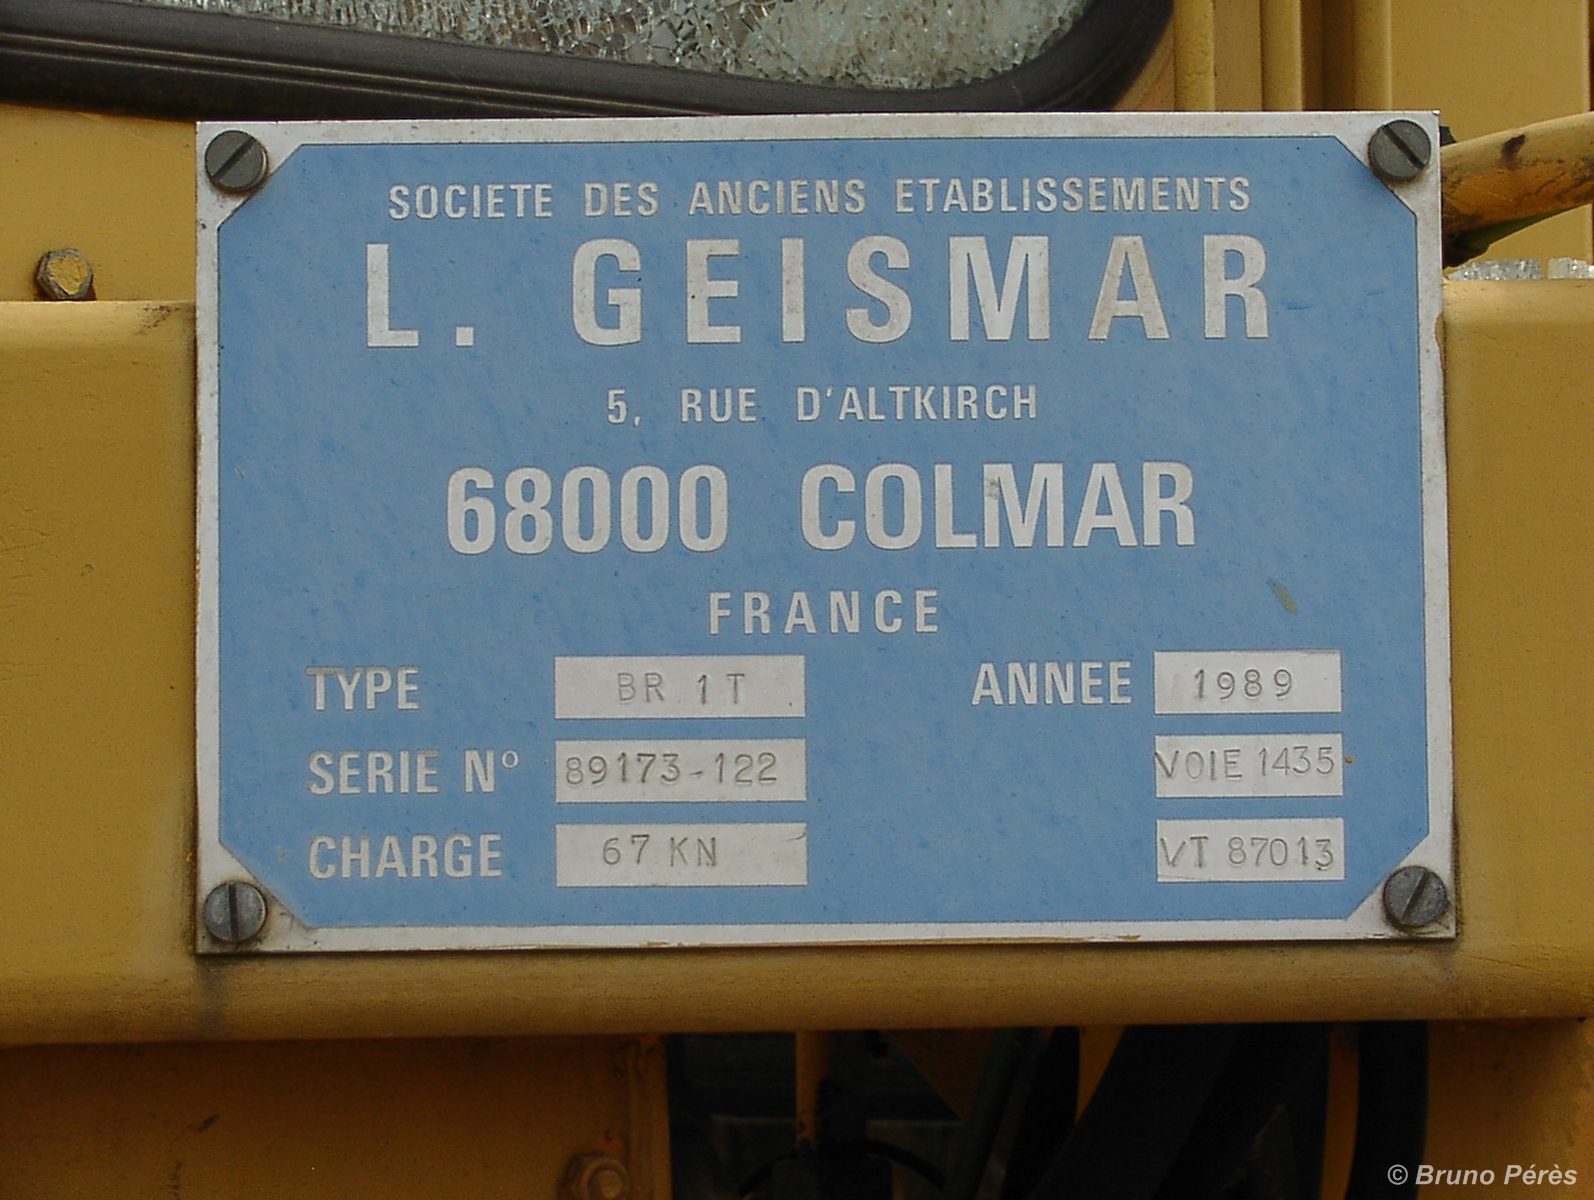 SOCIETE DES ANCIENS ETABLISSEMENTS
L. GEISMAR
5, RUE D'ALTKIRCH
68000 COLMAR
FRANCE
TYPE BR 1T ANNEE 1989
SERIE N° 89173-122 VOIE 1435
CHARGE 67 KN VT 87013
© Bruno Pérès